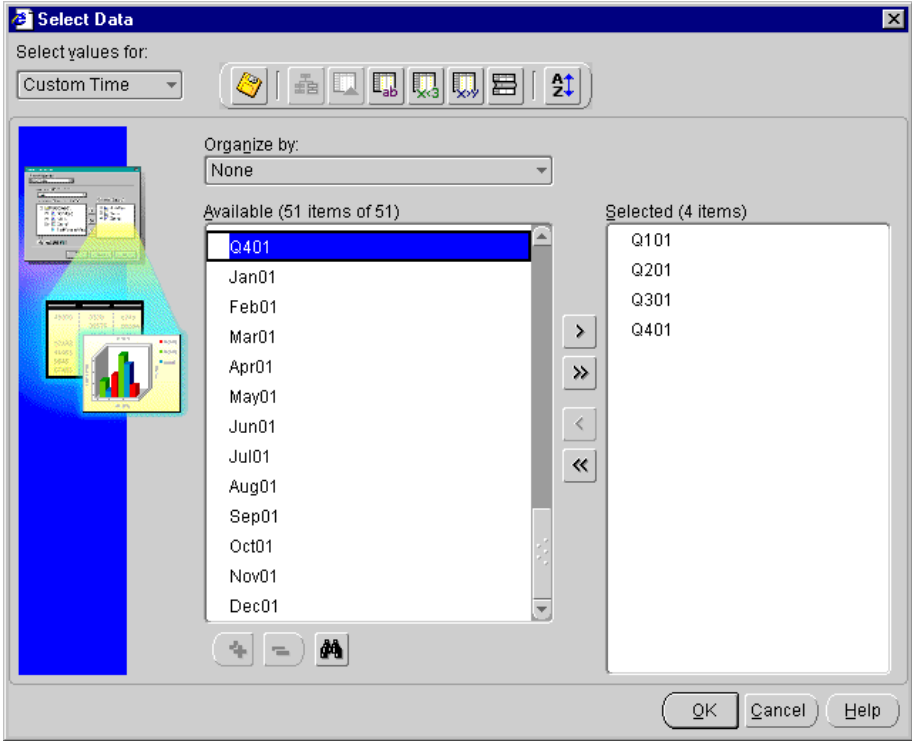 Select Data
Select values for:
Custom Time
ab
x<3
x>y
A
Z
Organize by:
None
Available (51 items of 51)
Selected (4 items)
Q401
Jan01
Feb01
Mar01
Apr01
May01
Jun01
Jul01
Aug01
Sep01
Oct01
Nov01
Dec01
Q101
Q201
Q301
Q401
OK
Cancel
Help